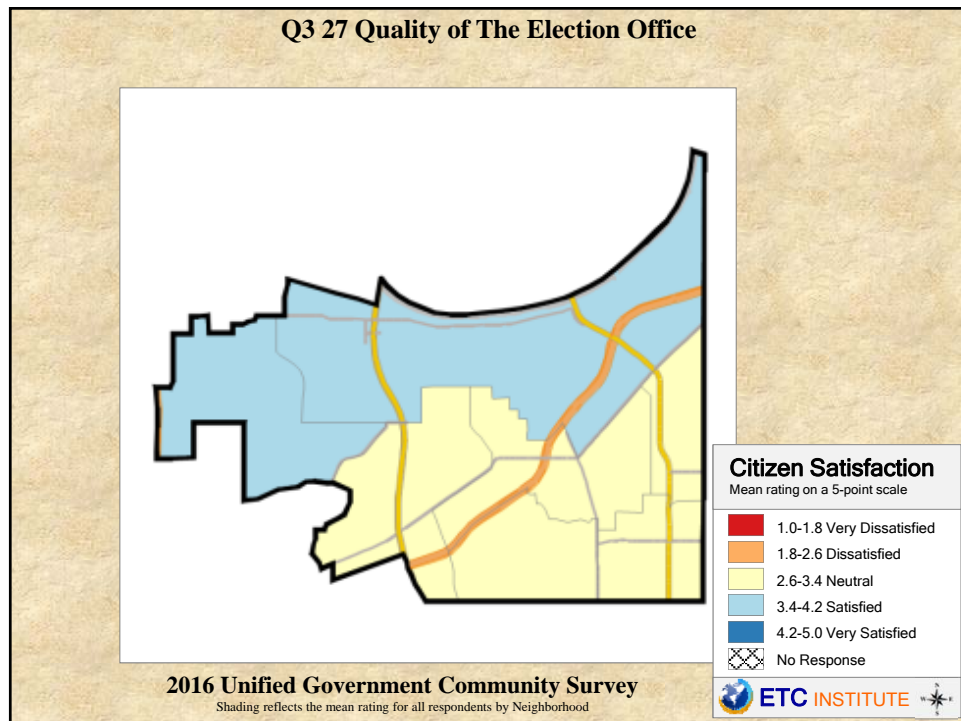 Q3 27 Quality of The Election Office
Citizen Satisfaction
Mean rating on a 5-point scale
1.0-1.8 Very Dissatisfied
1.8-2.6 Dissatisfied
2.6-3.4 Neutral
3.4-4.2 Satisfied
4.2-5.0 Very Satisfied
No Response
2016 Unified Government Community Survey
Shading reflects the mean rating for all respondents by Neighborhood
ETC INSTITUTE
N
W E
S